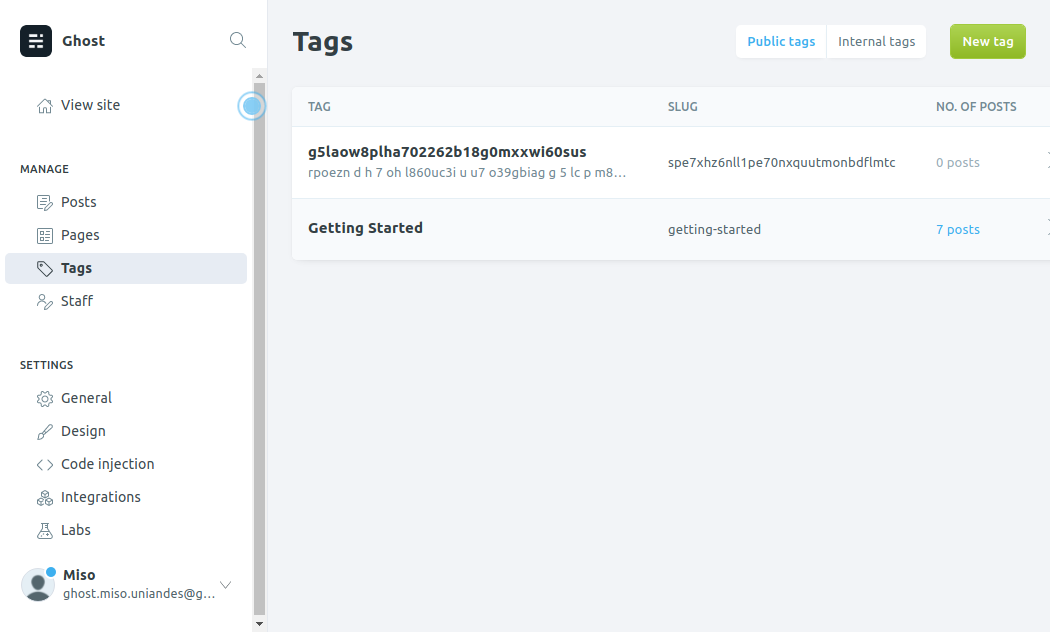 Ghost
View site
MANAGE
Posts
Pages
Tags
Staff
SETTINGS
General
Design
Code injection
Integrations
Labs
Miso
ghost.miso.uniandes@g...
Tags
Public tags
Internal tags
New tag
TAG SLUG NO. OF POSTS
g5laow8plha702262b18g0mxxwi60sus
rpoezn d h 7 oh l860uc3i u u7 o39gbiag g 5 lc p m8...
spe7xhz6nll1pe70nxquutmonbdflmtc
0 posts
Getting Started
getting-started
7 posts